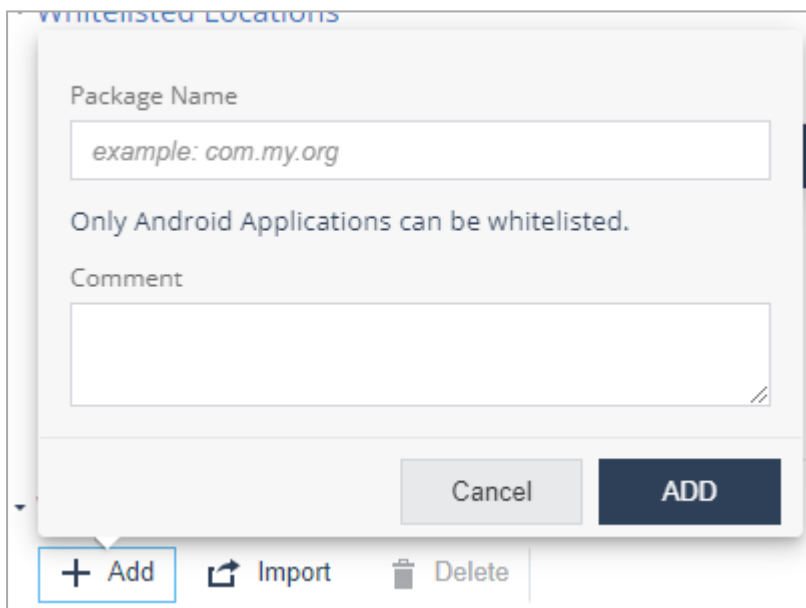 Whitelisted Locations
Package Name
example: com.my.org
Only Android Applications can be whitelisted.
Comment
Cancel
ADD
Add
Import
Delete